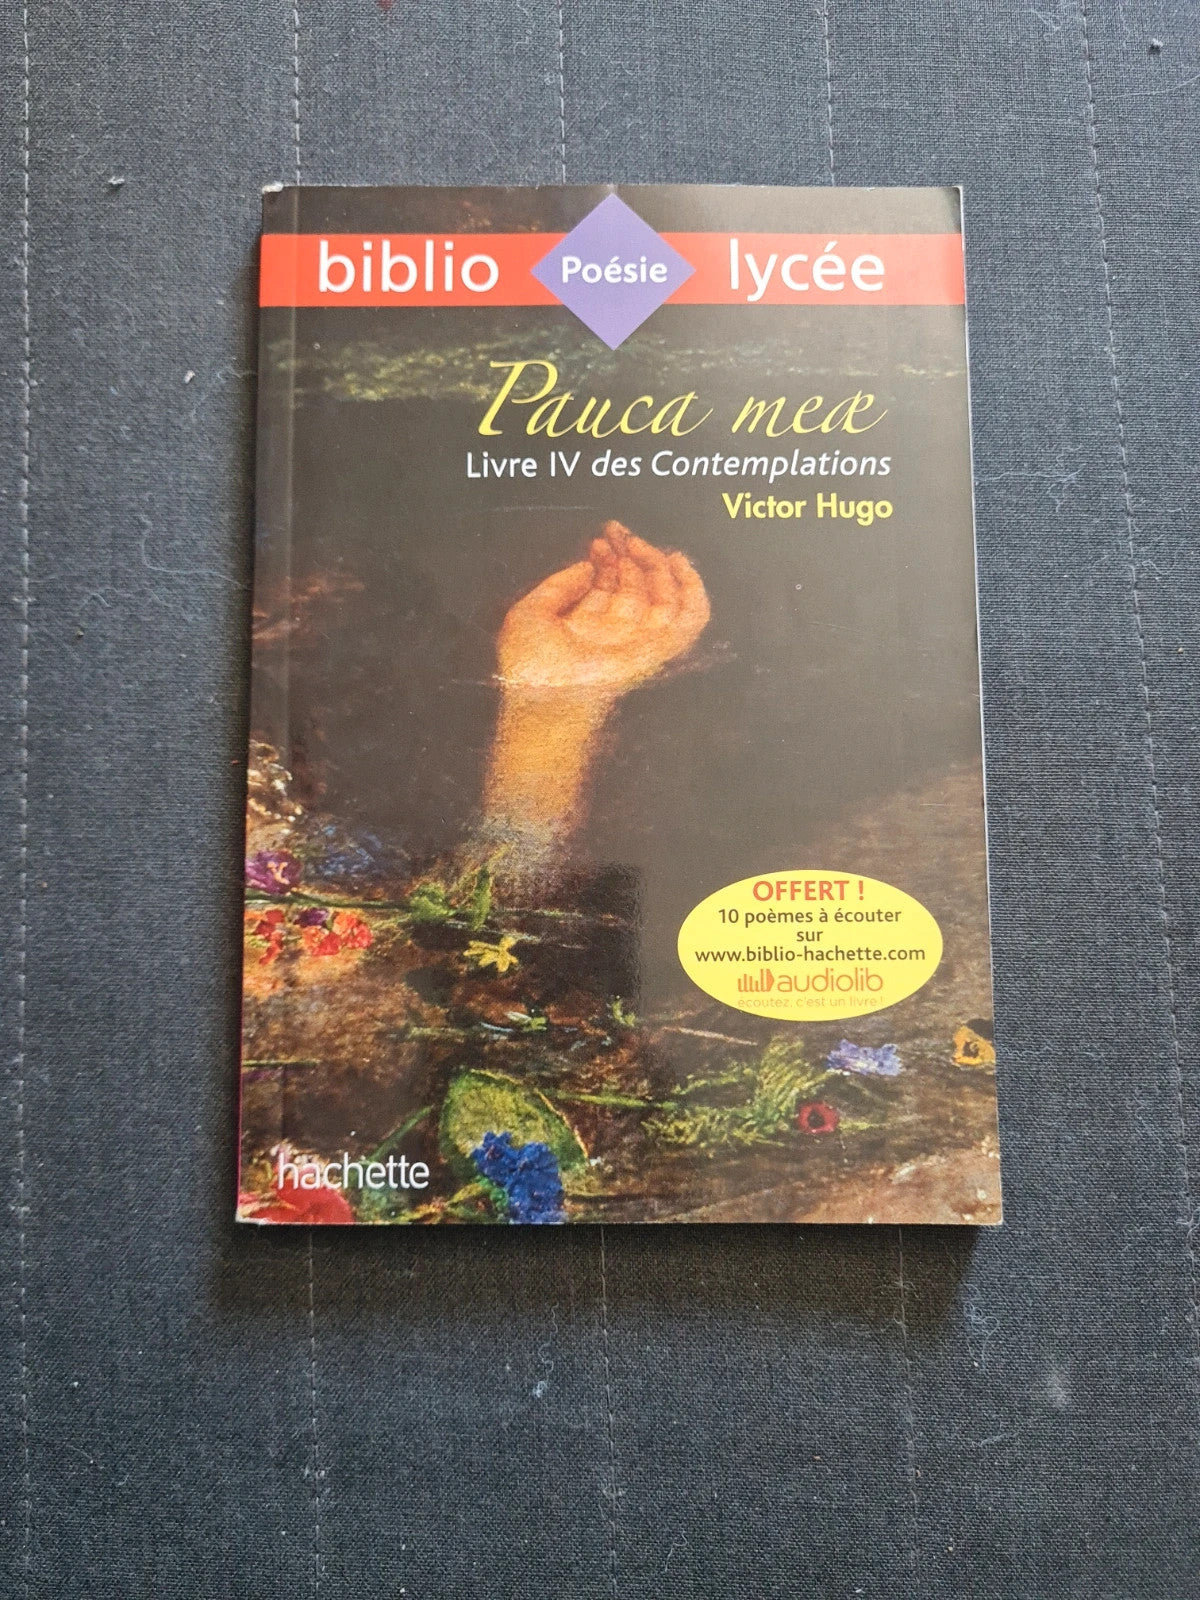 biblio Poésie lycée
Pauca meæ
Livre IV des Contemplations
Victor Hugo
OFFERT !
10 poèmes à écouter
sur
www.biblio-hachette.com
audiolib
écoutez, c'est un livre !
hachette